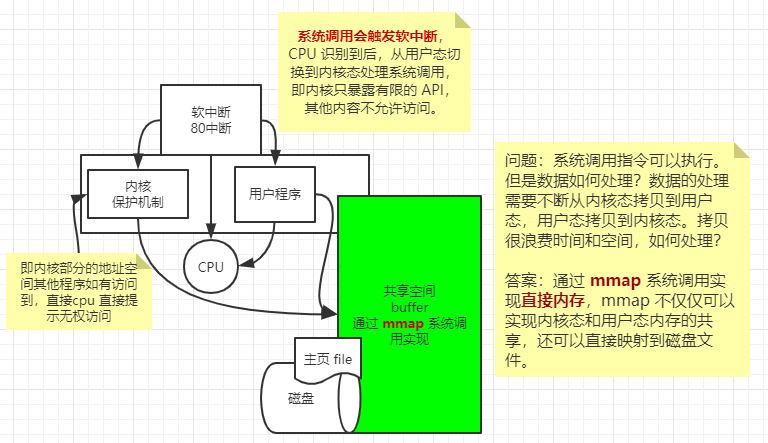 系统调用会触发软中断，
CPU 识别到后，从用户态切
换到内核态处理系统调用，
即内核只暴露有限的 API，
其他内容不允许访问。
软中断
80中断
内核
保护机制
用户程序
CPU
即内核部分的地址空
间其他程序如有访问
到，直接cpu 直接提
示无权访问
共享空间
buffer
通过 mmap 系统调
用实现
主页 file
磁盘
问题：系统调用指令可以执行。
但是数据如何处理？数据的处理
需要不断从内核态拷贝到用户
态，用户态拷贝到内核态。拷贝
很浪费时间和空间，如何处理？
答案：通过 mmap 系统调用实
现直接内存，mmap 不仅仅可以
实现内核态和用户态内存的共
享，还可以直接映射到磁盘文
件。